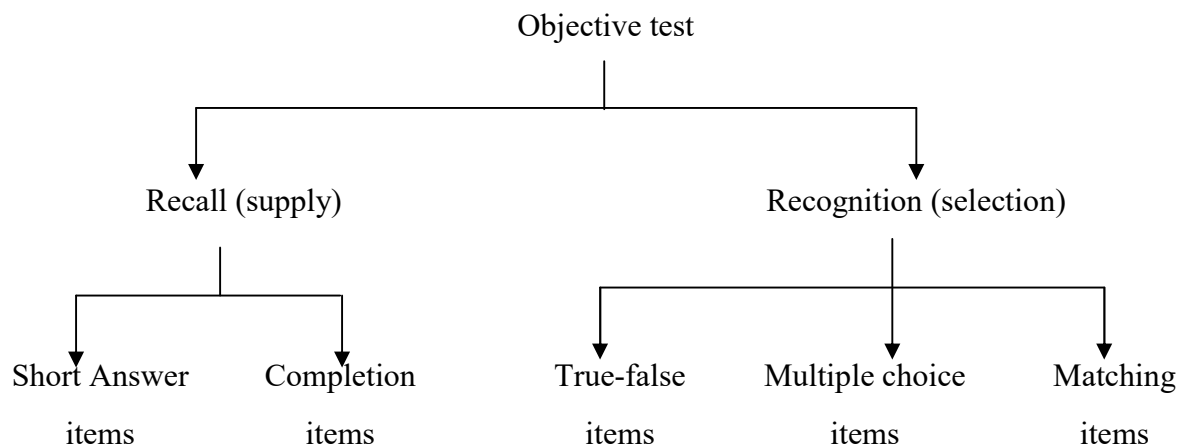 Objective test
Recall (supply)
Recognition (selection)
Short Answer
items
Completion
items
True-false
items
Multiple choice
items
Matching
items